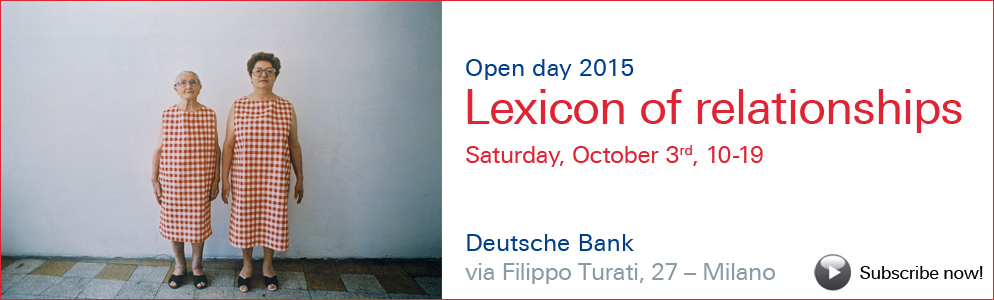 Open day 2015
Lexicon of relationships
Saturday, October 3rd, 10-19
Deutsche Bank
via Filippo Turati, 27 – Milano
Subscribe now!